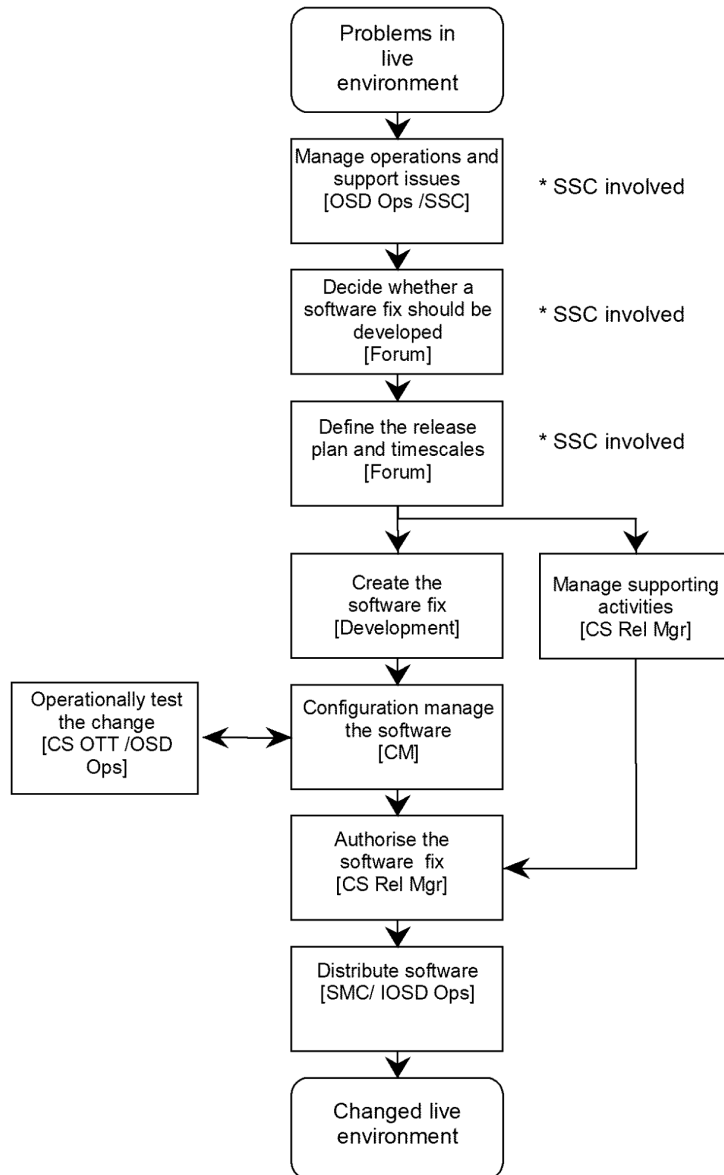 Problems in
live
environment
Manage operations and
support issues
[OSD Ops /SSC]
* SSC involved
Decide whether a
software fix should be
developed
[Forum]
* SSC involved
Define the release
plan and timescales
[Forum]
* SSC involved
Create the
software fix
[Development]
Manage supporting
activities
[CS Rel Mgr]
Operationally test
the change
[CS OTT /OSD
Ops]
Configuration manage
the software
[CM]
Authorise the
software fix
[CS Rel Mgr]
Distribute software
[SMC/ IOSD Ops]
Changed live
environment